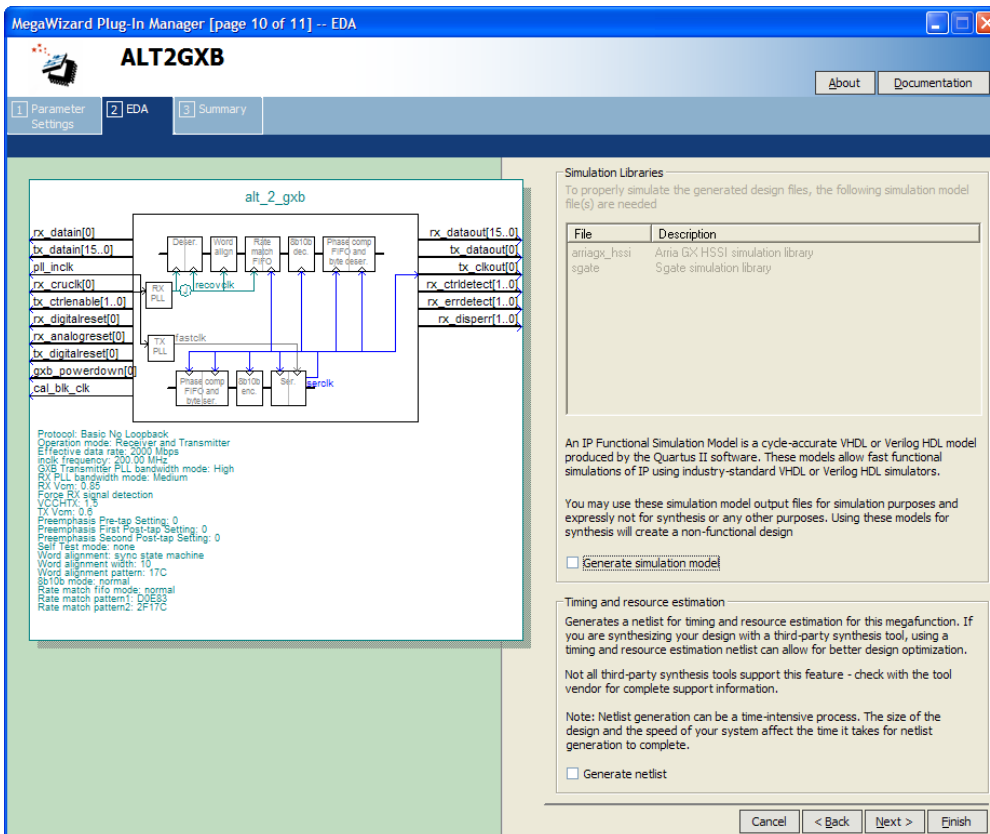 MegaWizard Plug-In Manager [page 10 of 11] -- EDA
ALT2GXB
About
Documentation
1 Parameter
Settings
2 EDA
3 Summary
alt_2_gxb
rx_datain[0]
tx_datain[15..0]
pll_inclk
rx_cruclk[0]
tx_ctrlenable[1..0]
rx_digitalreset[0]
rx_analogreset[0]
tx_digitalreset[0]
gxb_powerdown[0]
cal_blk_clk
Deser.
Word
align
Rate
match
FIFO
8b10b
dec.
Phase comp
FIFO and
byte deser.
RX
PLL
recovclk
TX
PLL
fastclk
Phase comp
FIFO and
byte ser.
8b10b
enc.
Ser.
serclk
rx_dataout[15..0]
tx_dataout[0]
tx_clkout[0]
rx_ctrldetect[1..0]
rx_errdetect[1..0]
rx_disperr[1..0]
Protocol: Basic No Loopback
Operation mode: Receiver and Transmitter
Effective data rate: 2000 Mbps
inclk frequency: 200.00 MHz
GXB Transmitter PLL bandwidth mode: High
RX PLL bandwidth mode: Medium
RX Vcm: 0.85
Force RX signal detection
VCCHTX: 1.5
TX Vcm: 0.6
Preemphasis Pre-tap Setting: 0
Preemphasis First Post-tap Setting: 0
Preemphasis Second Post-tap Setting: 0
Self Test mode: none
Word alignment: sync state machine
Word alignment width: 10
Word alignment pattern: 17C
8b10b mode: normal
Rate match fifo mode: normal
Rate match pattern1: D0E83
Rate match pattern2: 2F17C
Simulation Libraries
To properly simulate the generated design files, the following simulation model
file(s) are needed
File Description
arriagx_hssi Arria GX HSSI simulation library
sgate Sgate simulation library
An IP Functional Simulation Model is a cycle-accurate VHDL or Verilog HDL model
produced by the Quartus II software. These models allow fast functional
simulations of IP using industry-standard VHDL or Verilog HDL simulators.
You may use these simulation model output files for simulation purposes and
expressly not for synthesis or any other purposes. Using these models for
synthesis will create a non-functional design
Generate simulation model
Timing and resource estimation
Generates a netlist for timing and resource estimation for this megafunction. If
you are synthesizing your design with a third-party synthesis tool, using a
timing and resource estimation netlist can allow for better design optimization.
Not all third-party synthesis tools support this feature - check with the tool
vendor for complete support information.
Note: Netlist generation can be a time-intensive process. The size of the
design and the speed of your system affect the time it takes for netlist
generation to complete.
Generate netlist
Cancel
< Back
Next >
Finish